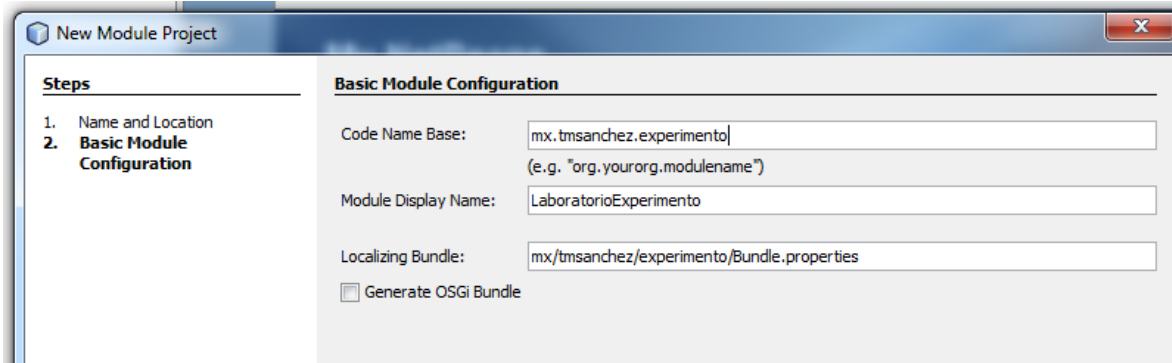 New Module Project
X
Steps
1. Name and Location
2. Basic Module
Configuration
Basic Module Configuration
Code Name Base: mx.tmsanchez.experimento
(e.g. "org.yourorg.modulename")
Module Display Name: LaboratorioExperimento
Localizing Bundle: mx/tmsanchez/experimento/Bundle.properties
Generate OSGi Bundle